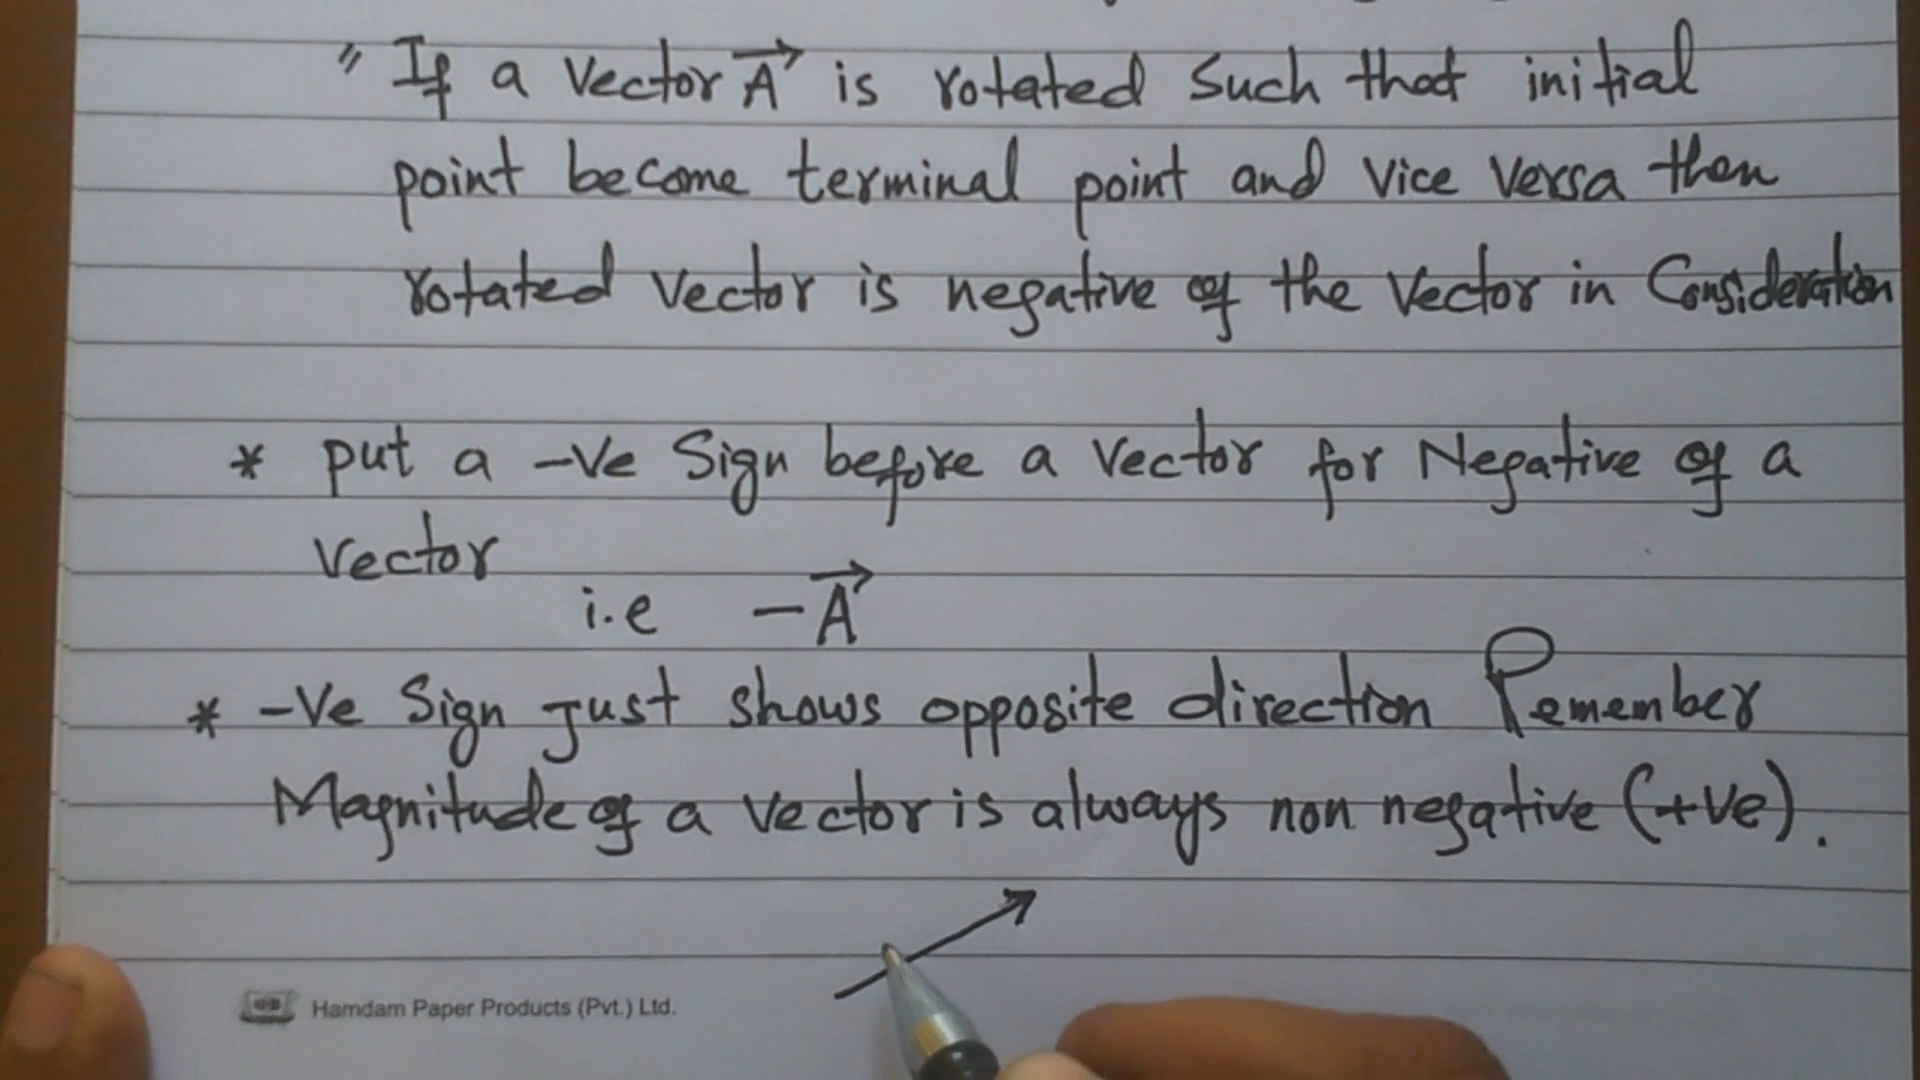 " If a Vector A is rotated Such that initial
point become terminal point and Vice Versa then
rotated Vector is negative of the Vector in Consideration
* put a -Ve Sign before a Vector for Negative of a
Vector
i.e -A
* -Ve Sign just shows opposite direction Remember
Magnitude of a Vector is always non negative (+Ve).
Hamdam Paper Products (Pvt.) Ltd.